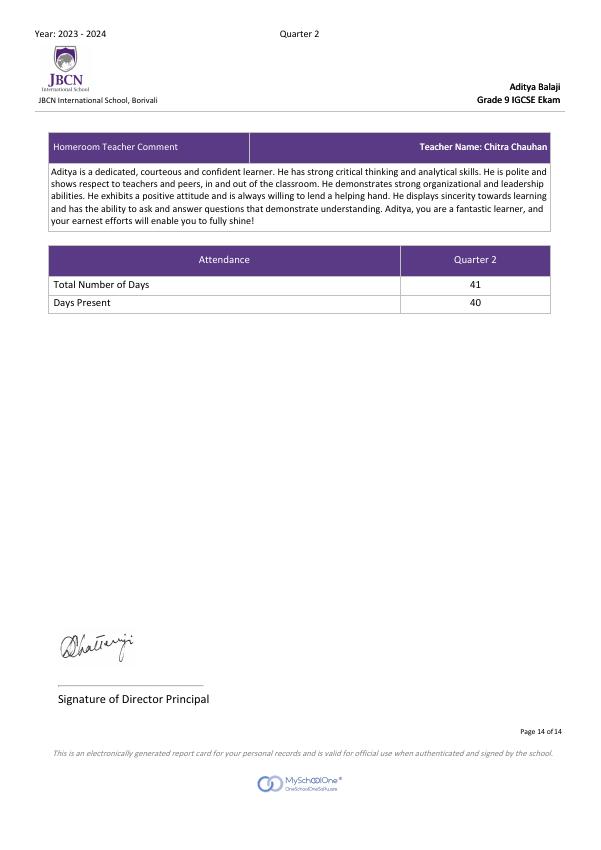 Year: 2023 - 2024 Quarter 2
JBCN
International School
Aditya Balaji
JBCN International School, Borivali Grade 9 IGCSE Ekam
Homeroom Teacher Comment Teacher Name: Chitra Chauhan
Aditya is a dedicated, courteous and confident learner. He has strong critical thinking and analytical skills. He is polite and
shows respect to teachers and peers, in and out of the classroom. He demonstrates strong organizational and leadership
abilities. He exhibits a positive attitude and is always willing to lend a helping hand. He displays sincerity towards learning
and has the ability to ask and answer questions that demonstrate understanding. Aditya, you are a fantastic learner, and
your earnest efforts will enable you to fully shine!
Attendance Quarter 2
Total Number of Days 41
Days Present 40
Signature of Director Principal
Page 14 of 14
This is an electronically generated report card for your personal records and is valid for official use when authenticated and signed by the school.
MySchoolOne®
OneSchoolOneSoftware